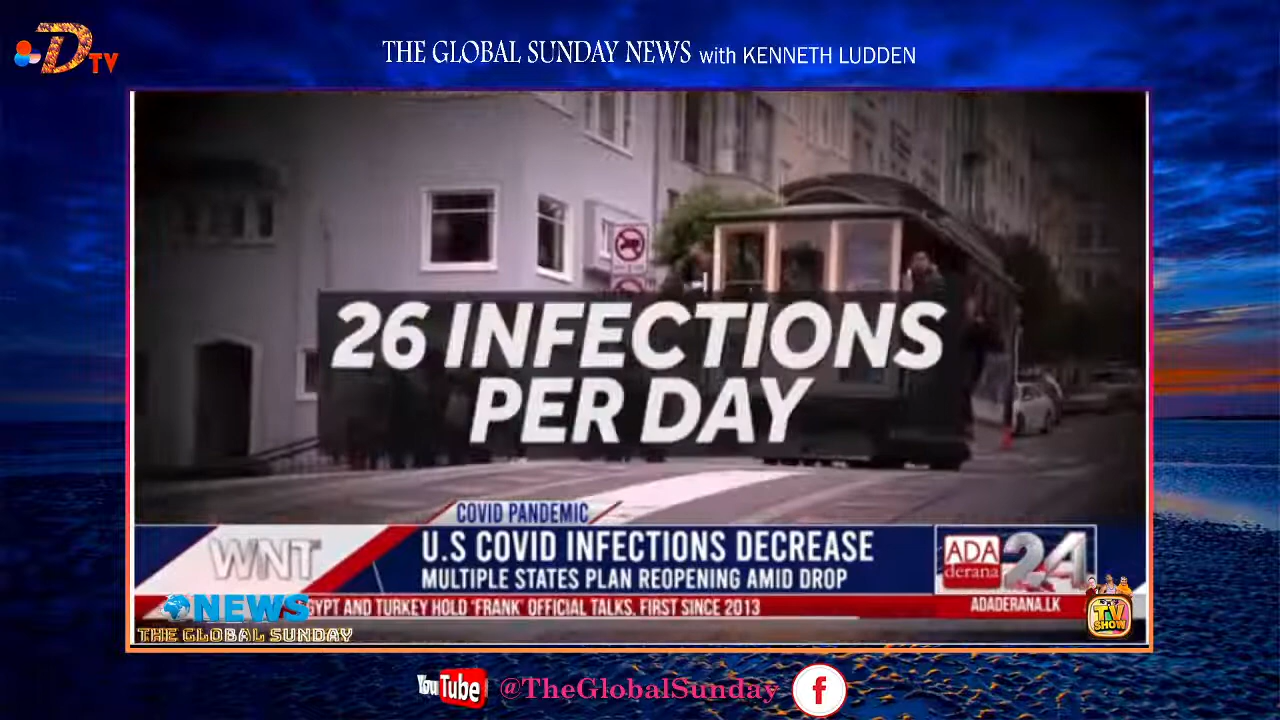 DTV
THE GLOBAL SUNDAY NEWS with KENNETH LUDDEN
26 INFECTIONS
PER DAY
COVID PANDEMIC
WNT
U.S COVID INFECTIONS DECREASE
MULTIPLE STATES PLAN REOPENING AMID DROP
ADA
derana
24
GYPT AND TURKEY HOLD 'FRANK' OFFICIAL TALKS, FIRST SINCE 2013
ADADERANA.LK
NEWS
THE GLOBAL SUNDAY
TV
SHOW
YouTube @TheGlobalSunday f